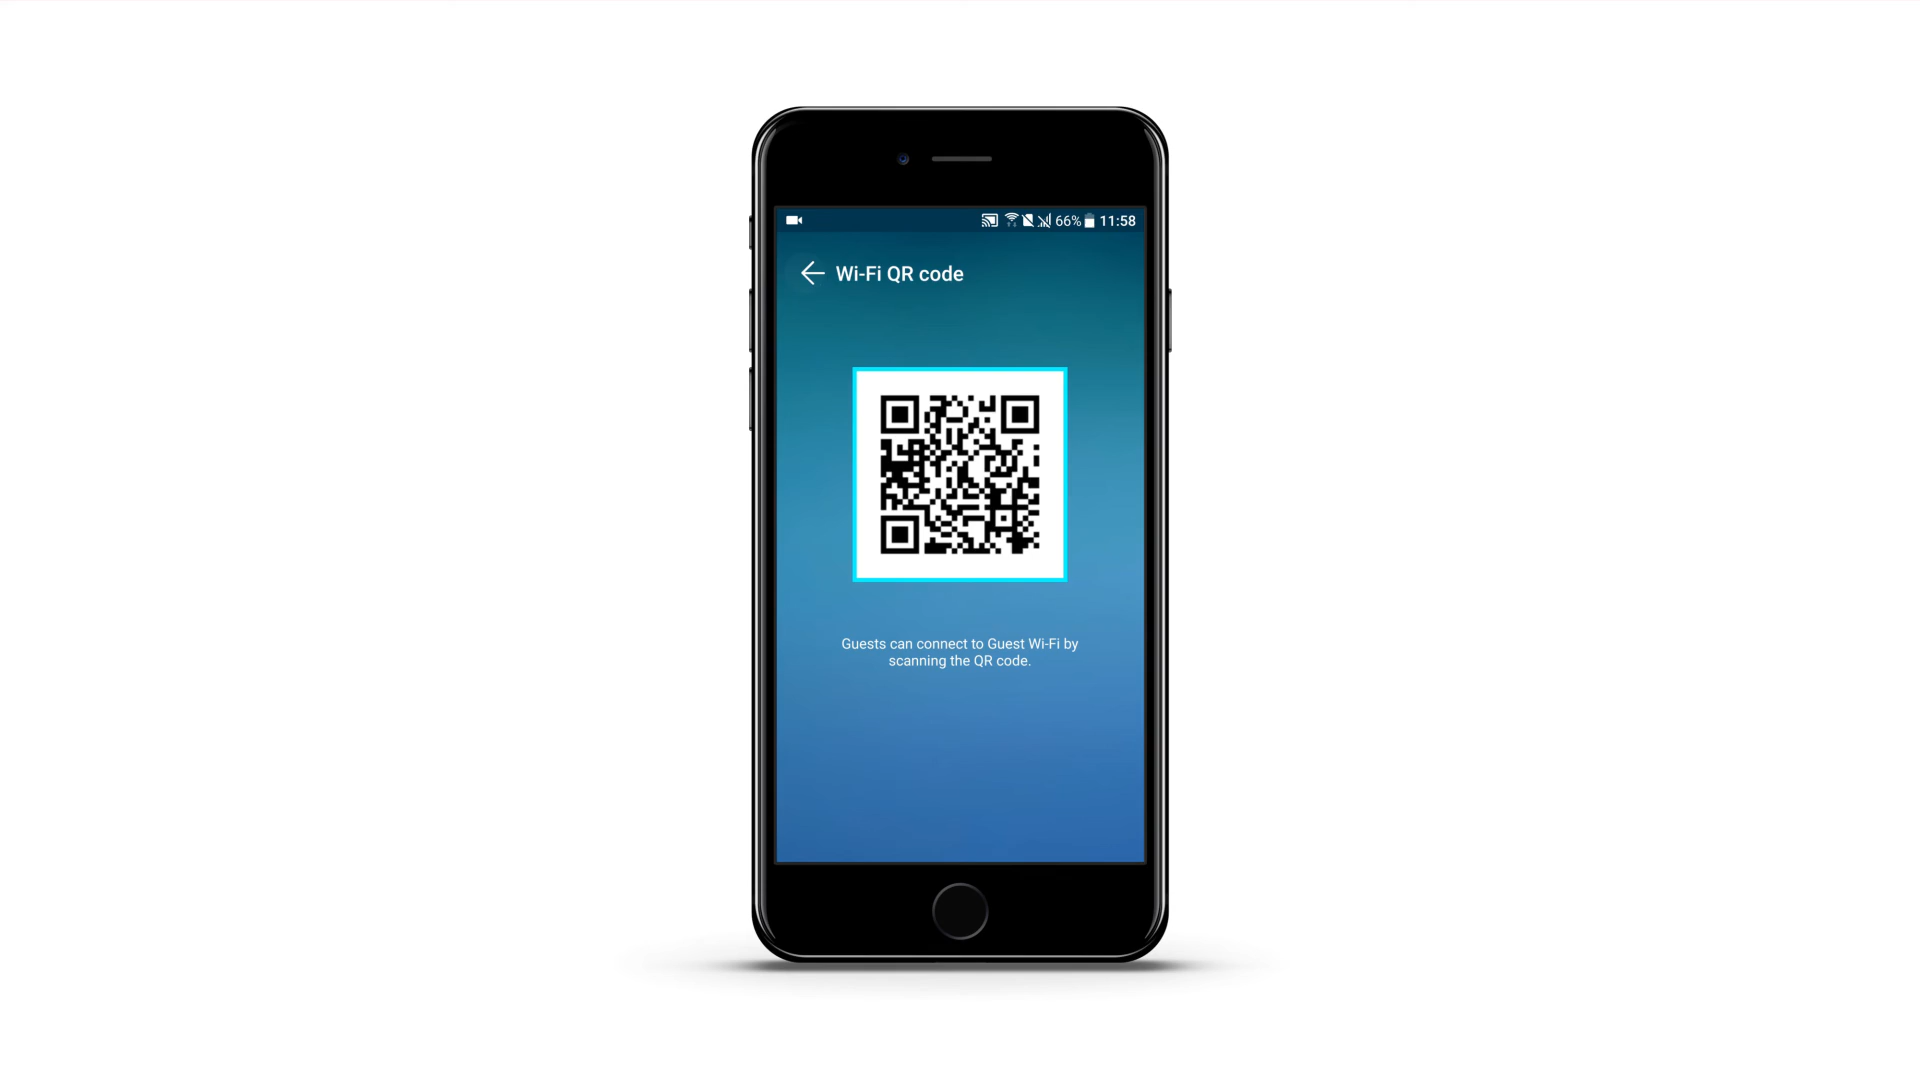 66% 11:58
Wi-Fi QR code
Guests can connect to Guest Wi-Fi by
scanning the QR code.